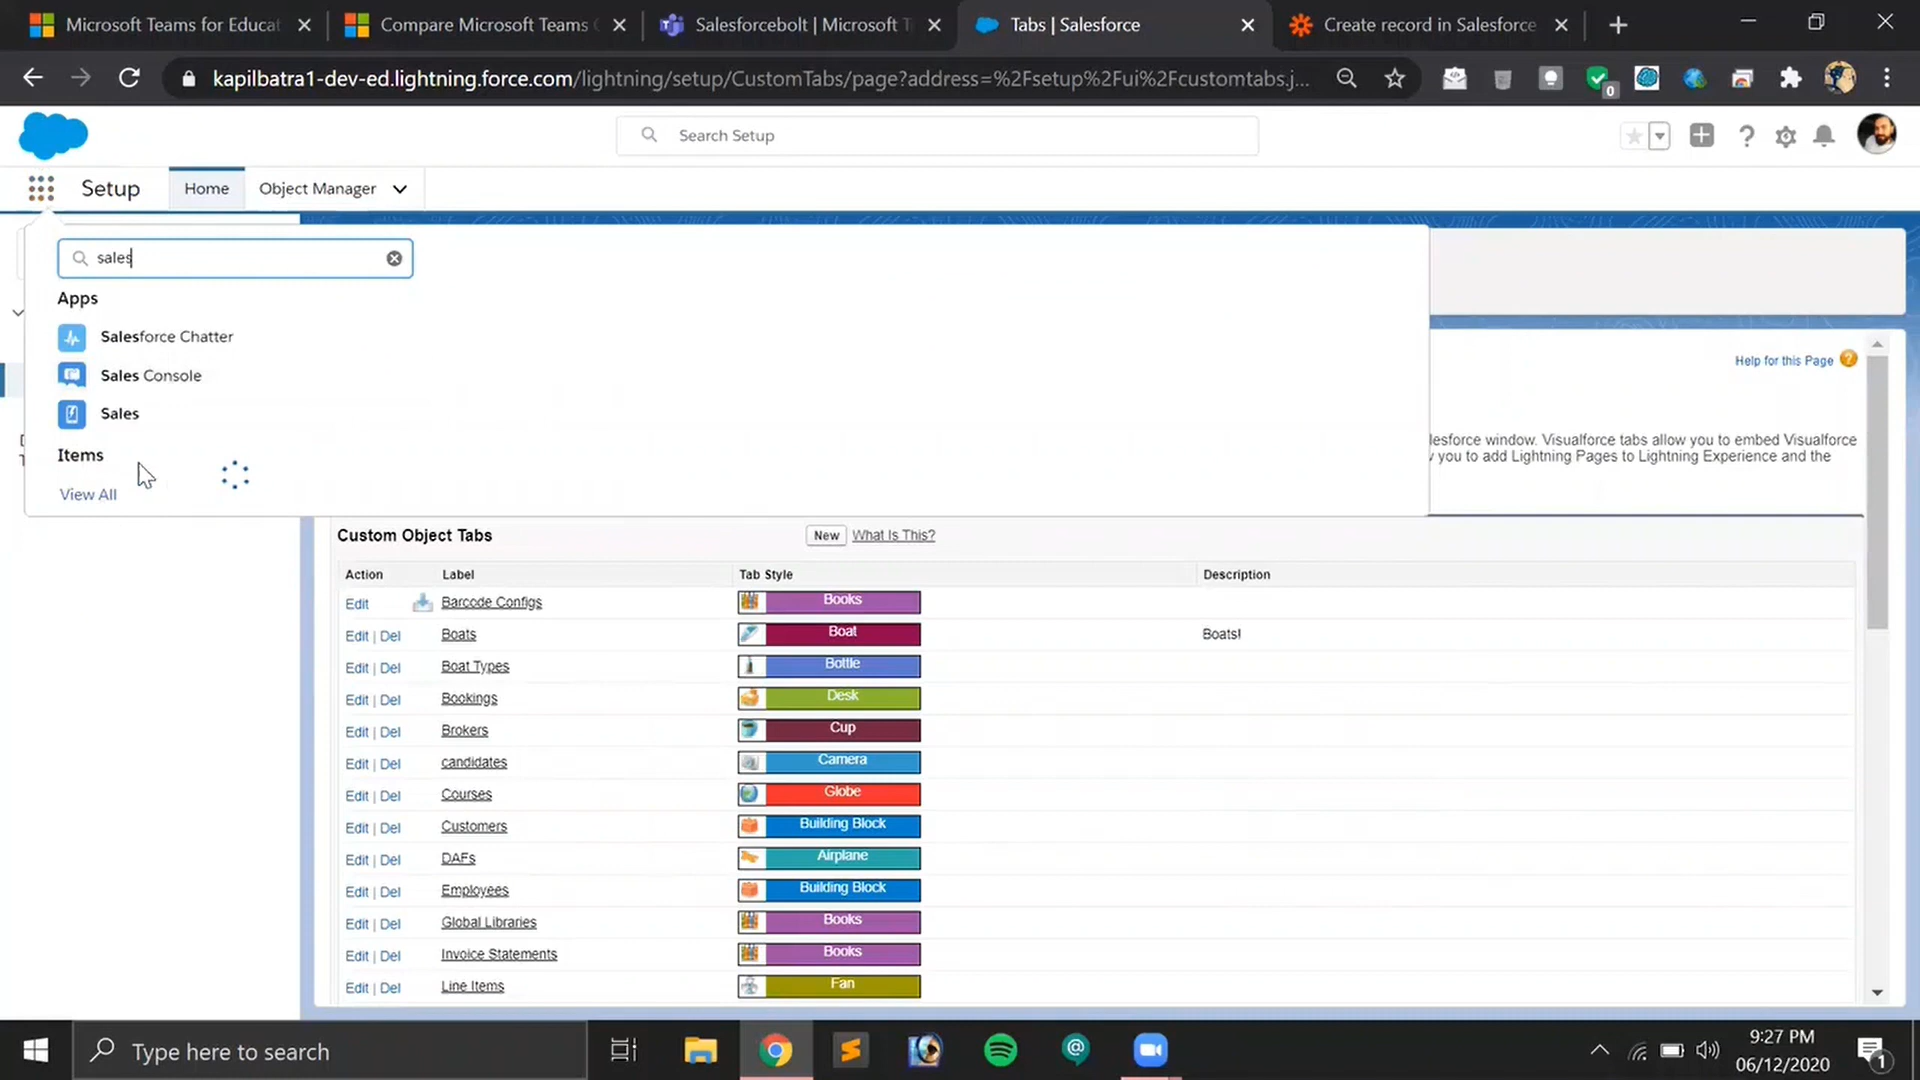 Microsoft Teams for Educat
Compare Microsoft Teams
Salesforcebolt | Microsoft T
Tabs | Salesforce
Create record in Salesforce
kapilbatra1-dev-ed.lightning.force.com/lightning/setup/CustomTabs/page?address=%2Fsetup%2Fui%2Fcustomtabs.j...
0
Search Setup
Setup
Home
Object Manager
sales
Apps
Salesforce Chatter
Sales Console
Sales
Items
View All
Help for this Page
lesforce window. Visualforce tabs allow you to embed Visualforce
you to add Lightning Pages to Lightning Experience and the
Custom Object Tabs
New
What Is This?
Action Label Tab Style Description
Edit Barcode Configs Books
Edit | Del Boats Boat Boats!
Edit | Del Boat Types Bottle
Edit | Del Bookings Desk
Edit | Del Brokers Cup
Edit | Del candidates Camera
Edit | Del Courses Globe
Edit | Del Customers Building Block
Edit | Del DAFs Airplane
Edit | Del Employees Building Block
Edit | Del Global Libraries Books
Edit | Del Invoice Statements Books
Edit | Del Line Items Fan
Type here to search
9:27 PM
06/12/2020
1